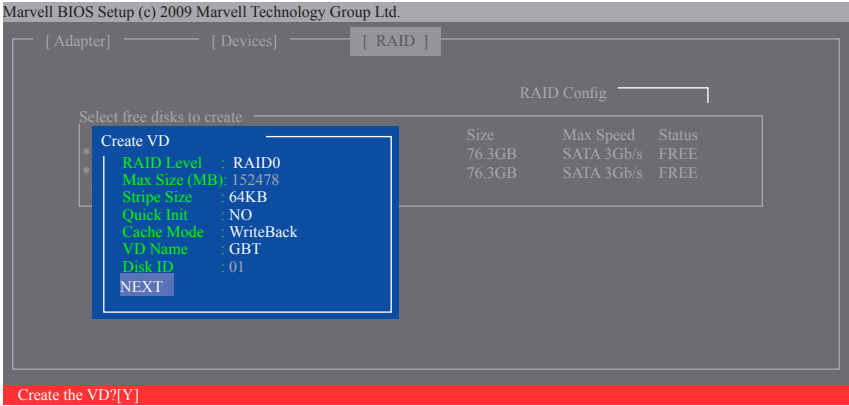 Marvell BIOS Setup (c) 2009 Marvell Technology Group Ltd.
[ Adapter] [ Devices] [ RAID ]
RAID Config
Select free disks to create
Size Max Speed Status
* 76.3GB SATA 3Gb/s FREE
* 76.3GB SATA 3Gb/s FREE
Create VD
RAID Level : RAID0
Max Size (MB): 152478
Stripe Size : 64KB
Quick Init : NO
Cache Mode : WriteBack
VD Name : GBT
Disk ID : 01
NEXT
Create the VD?[Y]